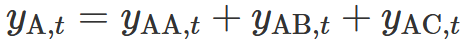 y_{A,t} = y_{AA,t} + y_{AB,t} + y_{AC,t}